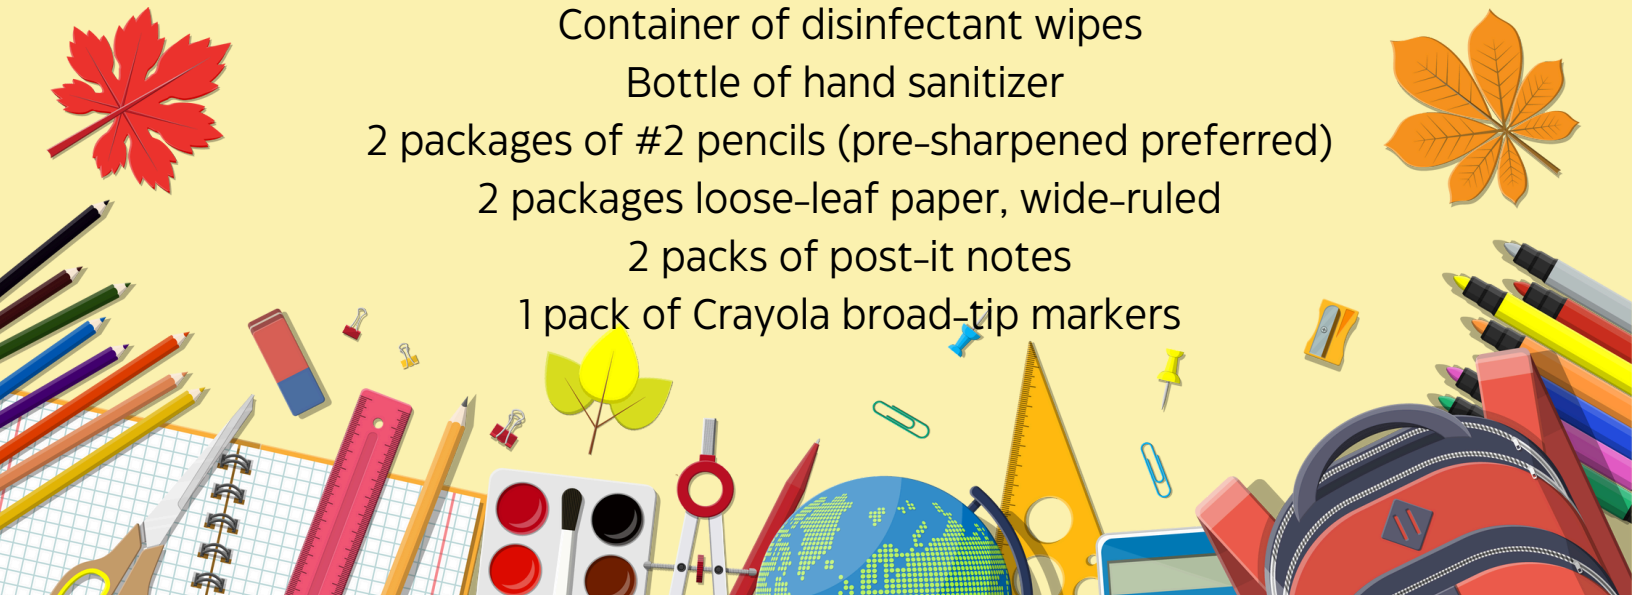 Container of disinfectant wipes
Bottle of hand sanitizer
2 packages of #2 pencils (pre-sharpened preferred)
2 packages loose-leaf paper, wide-ruled
2 packs of post-it notes
1 pack of Crayola broad-tip markers